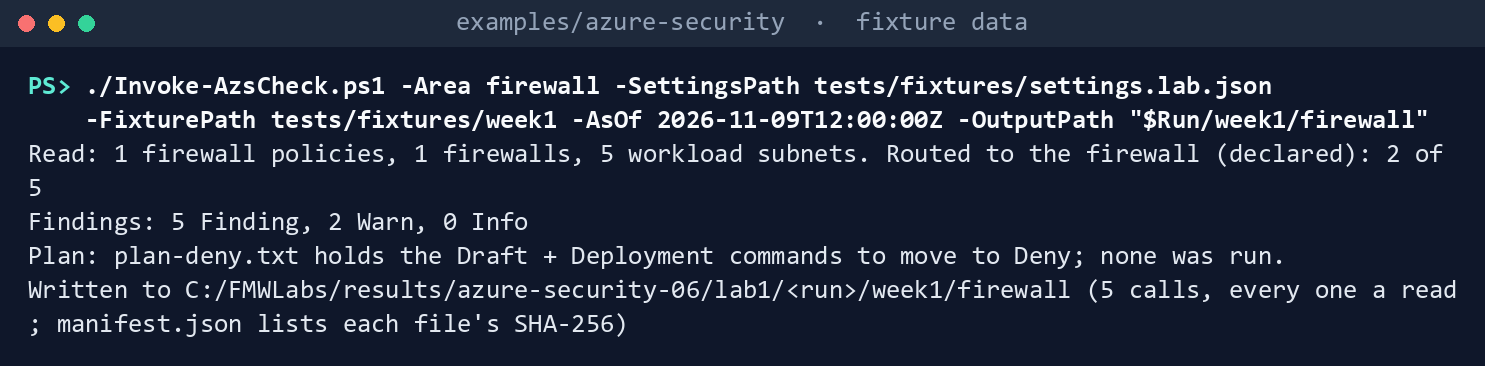 examples/azure-security  ·  fixture data
PS> ./Invoke-AzsCheck.ps1 -Area firewall -SettingsPath tests/fixtures/settings.lab.json
    -FixturePath tests/fixtures/week1 -AsOf 2026-11-09T12:00:00Z -OutputPath "$Run/week1/firewall"
Read: 1 firewall policies, 1 firewalls, 5 workload subnets. Routed to the firewall (declared): 2 of
5
Findings: 5 Finding, 2 Warn, 0 Info
Plan: plan-deny.txt holds the Draft + Deployment commands to move to Deny; none was run.
Written to C:/FMWLabs/results/azure-security-06/lab1/<run>/week1/firewall (5 calls, every one a read
; manifest.json lists each file's SHA-256)